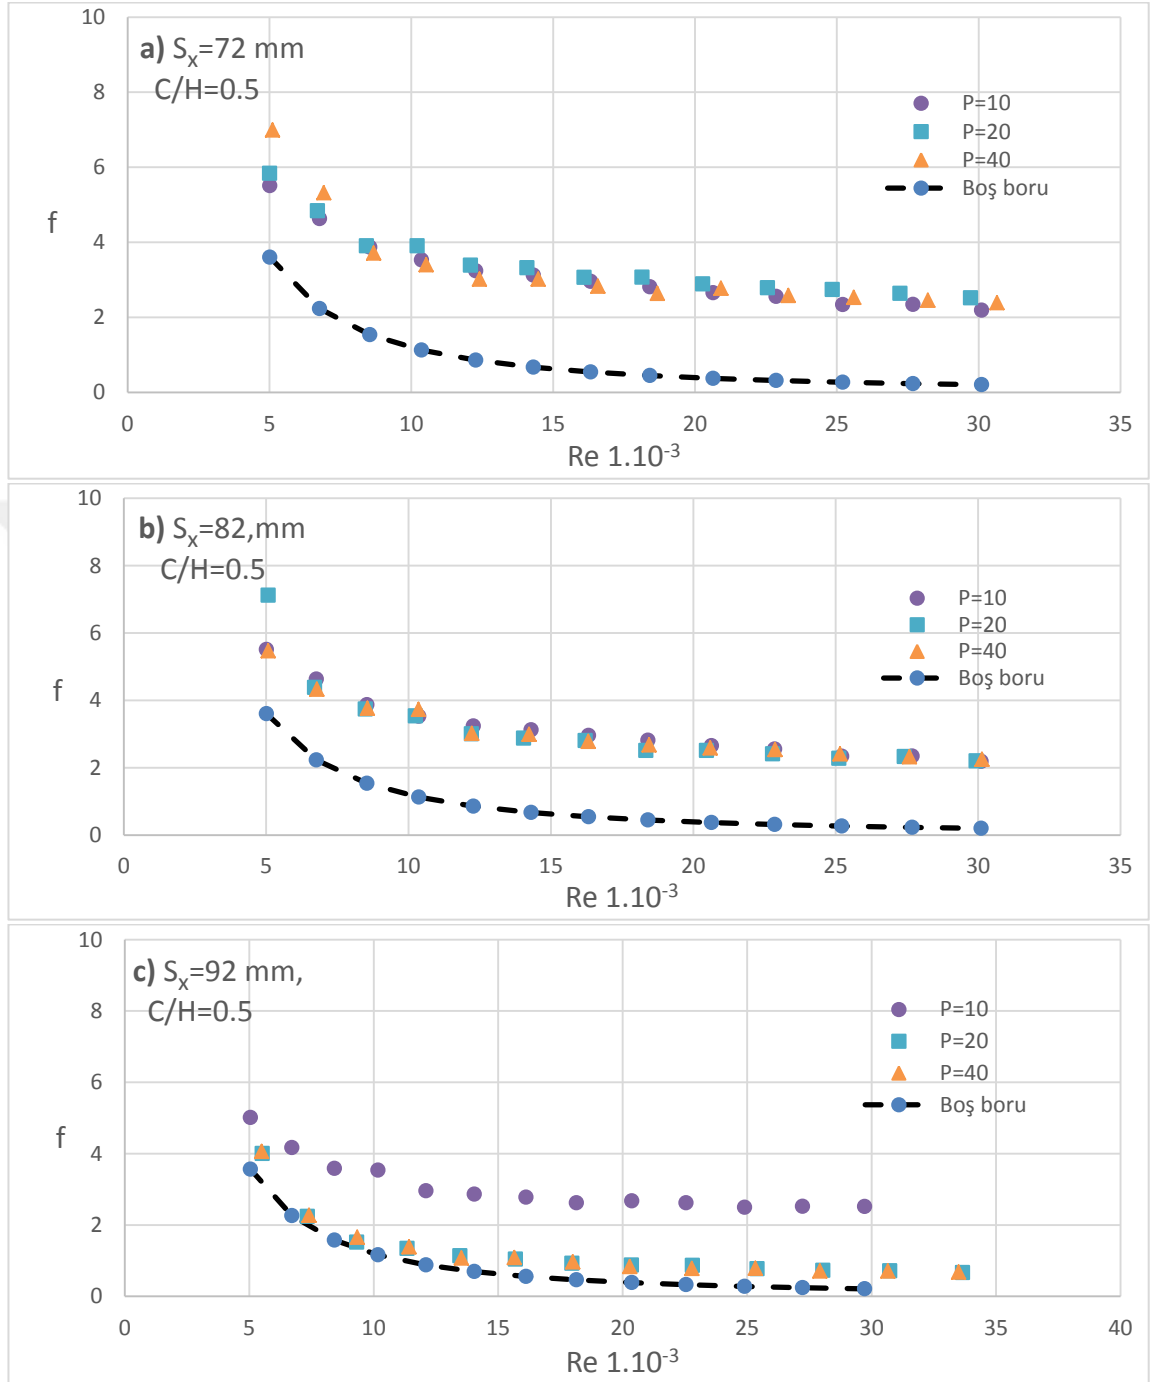 a) Sₓ=72 mm
C/H=0.5
10
8
6
4
2
0
f
P=10
P=20
P=40
Boş boru
0 5 10 15 20 25 30 35
Re 1.10⁻³
b) Sₓ=82,mm
C/H=0.5
10
8
6
4
2
0
f
P=10
P=20
P=40
Boş boru
0 5 10 15 20 25 30 35
Re 1.10⁻³
c) Sₓ=92 mm,
C/H=0.5
10
8
6
4
2
0
f
P=10
P=20
P=40
Boş boru
0 5 10 15 20 25 30 35 40
Re 1.10⁻³